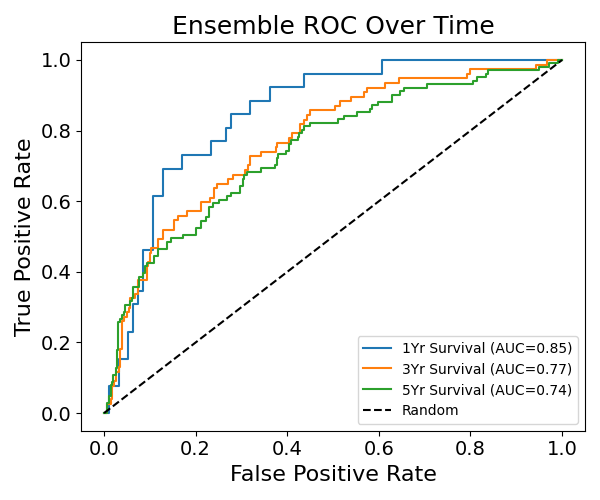 Ensemble ROC Over Time
True Positive Rate
1.0
0.8
0.6
0.4
0.2
0.0
1Yr Survival (AUC=0.85)
3Yr Survival (AUC=0.77)
5Yr Survival (AUC=0.74)
Random
0.0 0.2 0.4 0.6 0.8 1.0
False Positive Rate